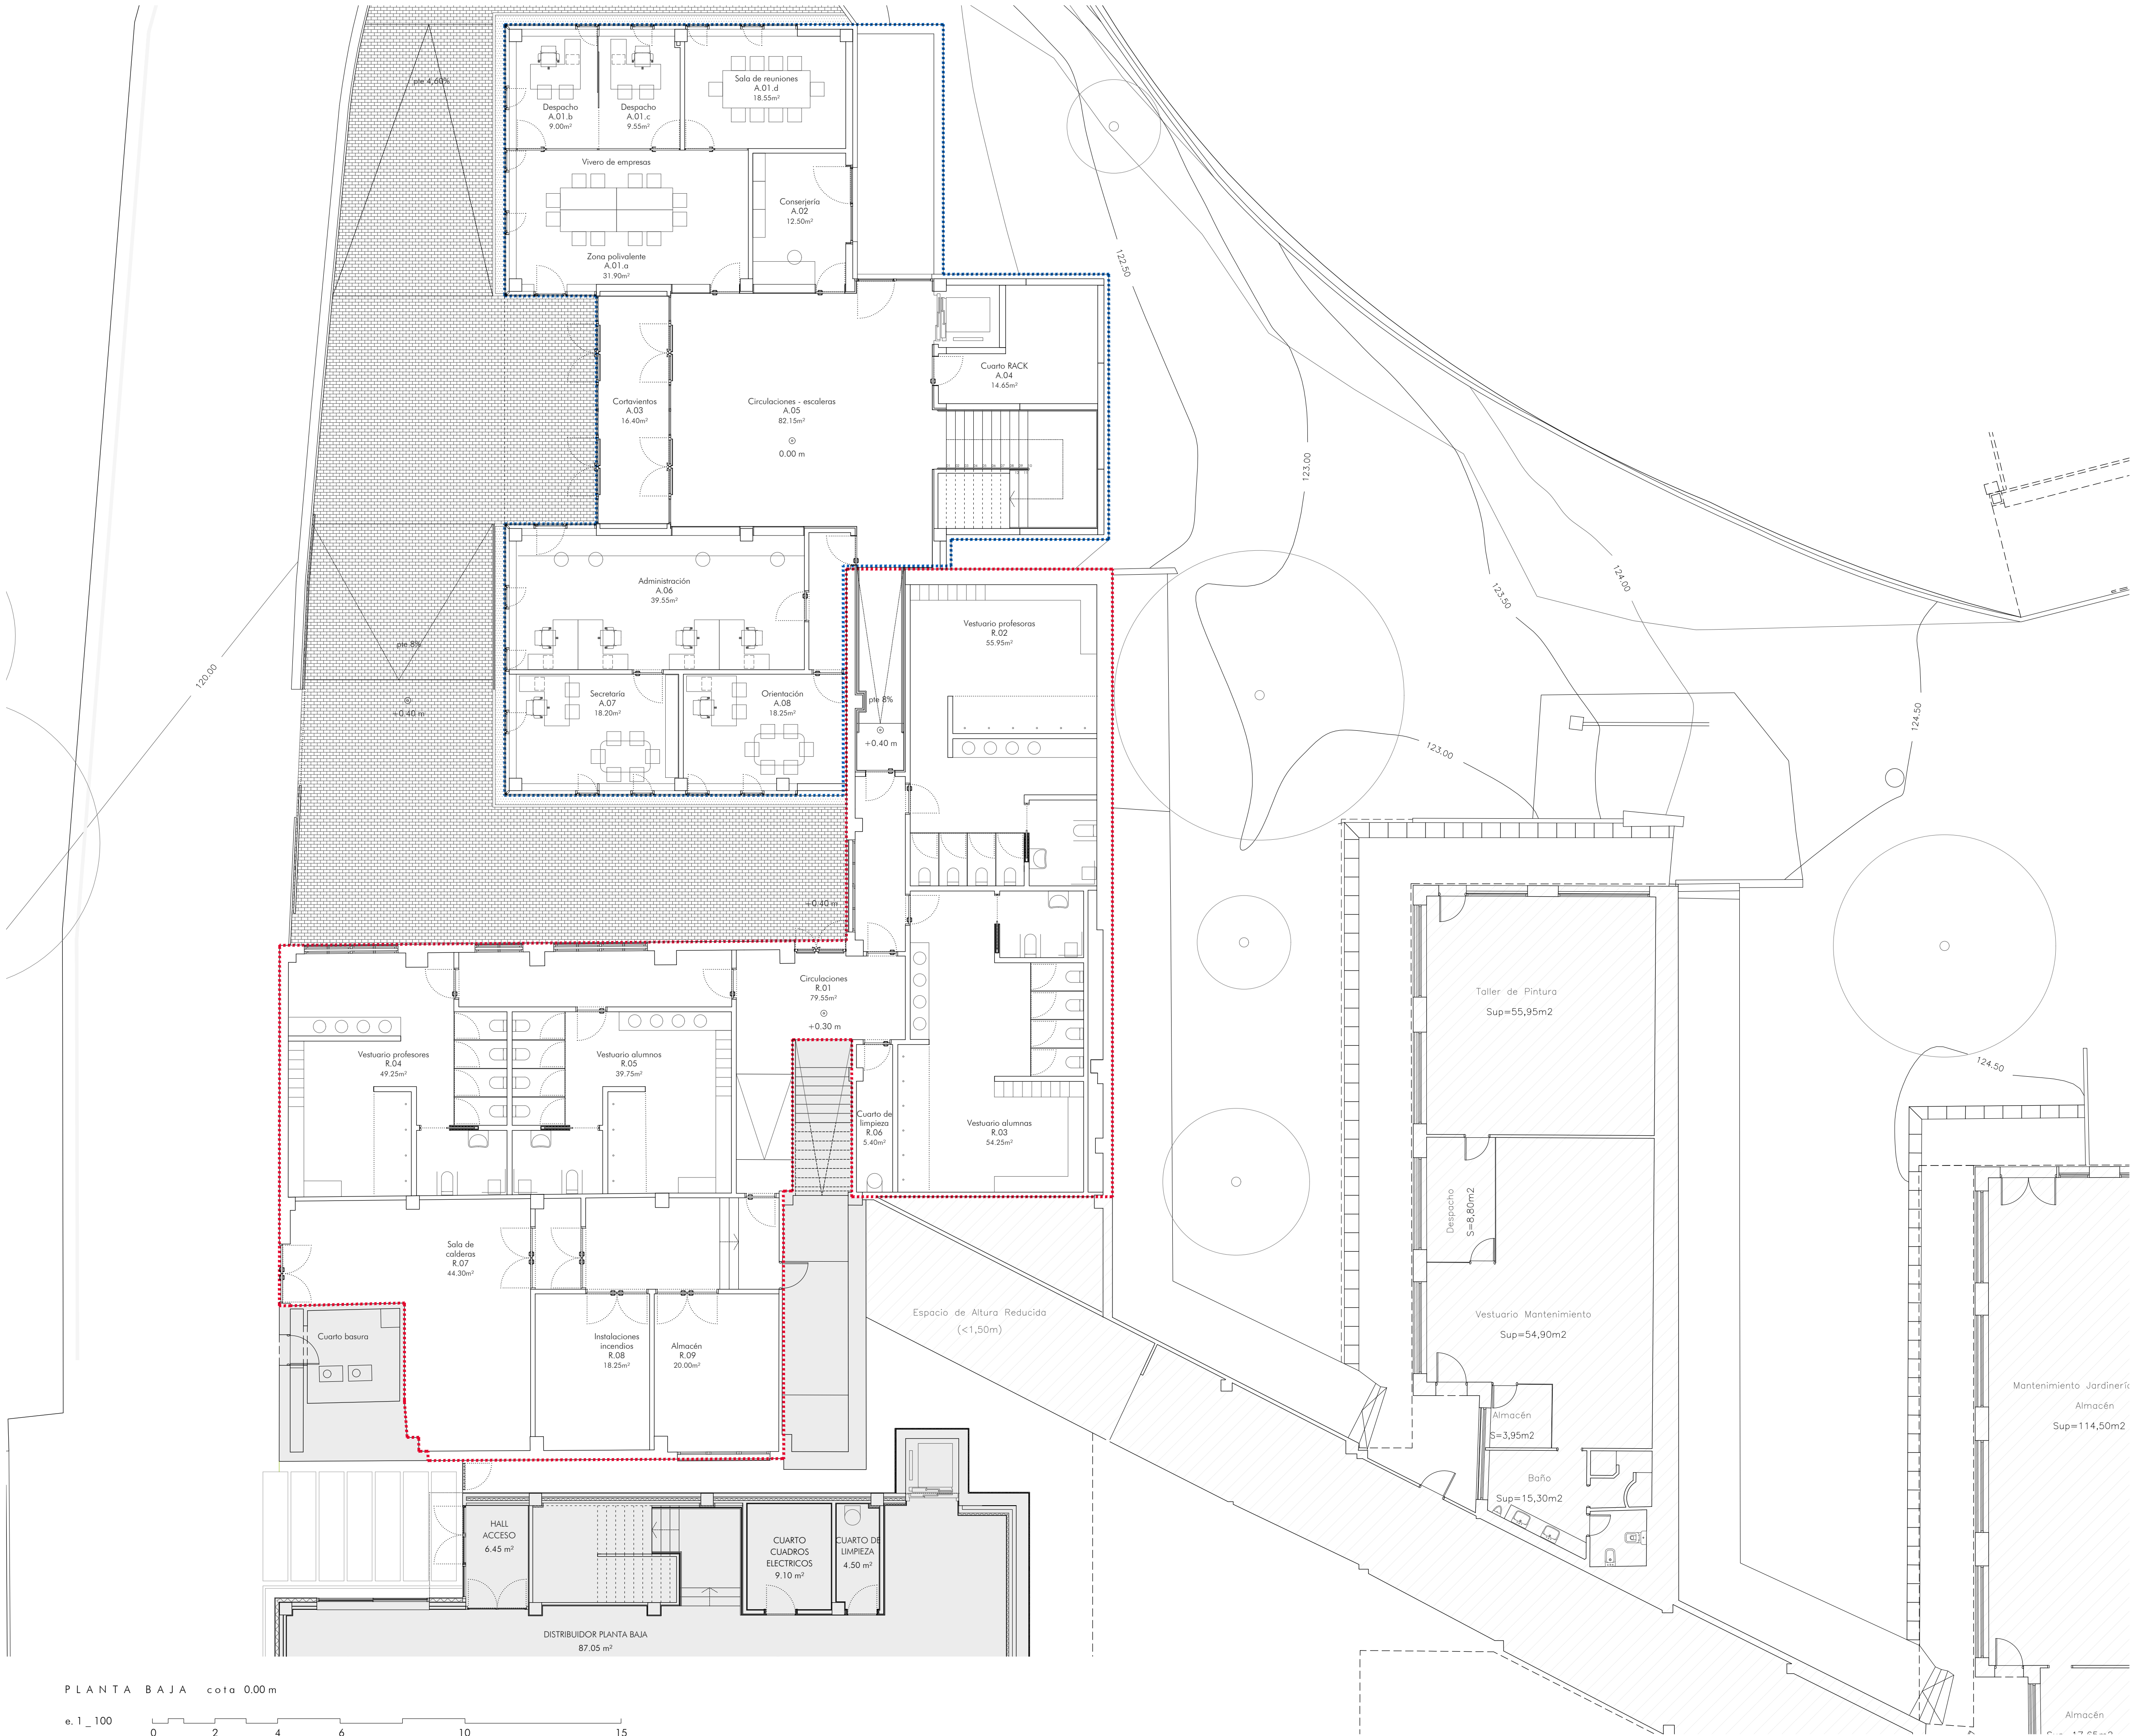 pte 4,60%
Despacho
A.01.b
9.00m²
Despacho
A.01.c
9.55m²
Sala de reuniones
A.01.d
18.55m²
Vivero de empresas
Zona polivalente
A.01.a
31.90m²
Conserjería
A.02
12.50m²
Cortavientos
A.03
16.40m²
Circulaciones - escaleras
A.05
82.15m²
0.00 m
Cuarto RACK
A.04
14.65m²
122.50
123.00
123.50
124.00
124.50
123.00
124.50
120.00
Administración
A.06
39.55m²
pte 8%
+0.40 m
Secretaría
A.07
18.20m²
Orientación
A.08
18.25m²
pte 8%
+0.40 m
Vestuario profesoras
R.02
55.95m²
+0.40 m
Circulaciones
R.01
79.55m²
+0.30 m
Vestuario profesores
R.04
49.25m²
Vestuario alumnos
R.05
39.75m²
Cuarto de
limpieza
R.06
5.40m²
Vestuario alumnas
R.03
54.25m²
Sala de
calderas
R.07
44.30m²
Cuarto basura
Instalaciones
incendios
R.08
18.25m²
Almacén
R.09
20.00m²
Espacio de Altura Reducida
(<1,50m)
Taller de Pintura
Sup=55,95m2
Despacho
S=8,80m2
Vestuario Mantenimiento
Sup=54,90m2
Almacén
S=3,95m2
Baño
Sup=15,30m2
Mantenimiento Jardinería
Almacén
Sup=114,50m2
Almacén
HALL
ACCESO
6.45 m²
CUARTO
CUADROS
ELECTRICOS
9.10 m²
CUARTO DE
LIMPIEZA
4.50 m²
DISTRIBUIDOR PLANTA BAJA
87.05 m²
PLANTA BAJA cota 0.00 m
e. 1 _ 100
0 2 4 6 10 15